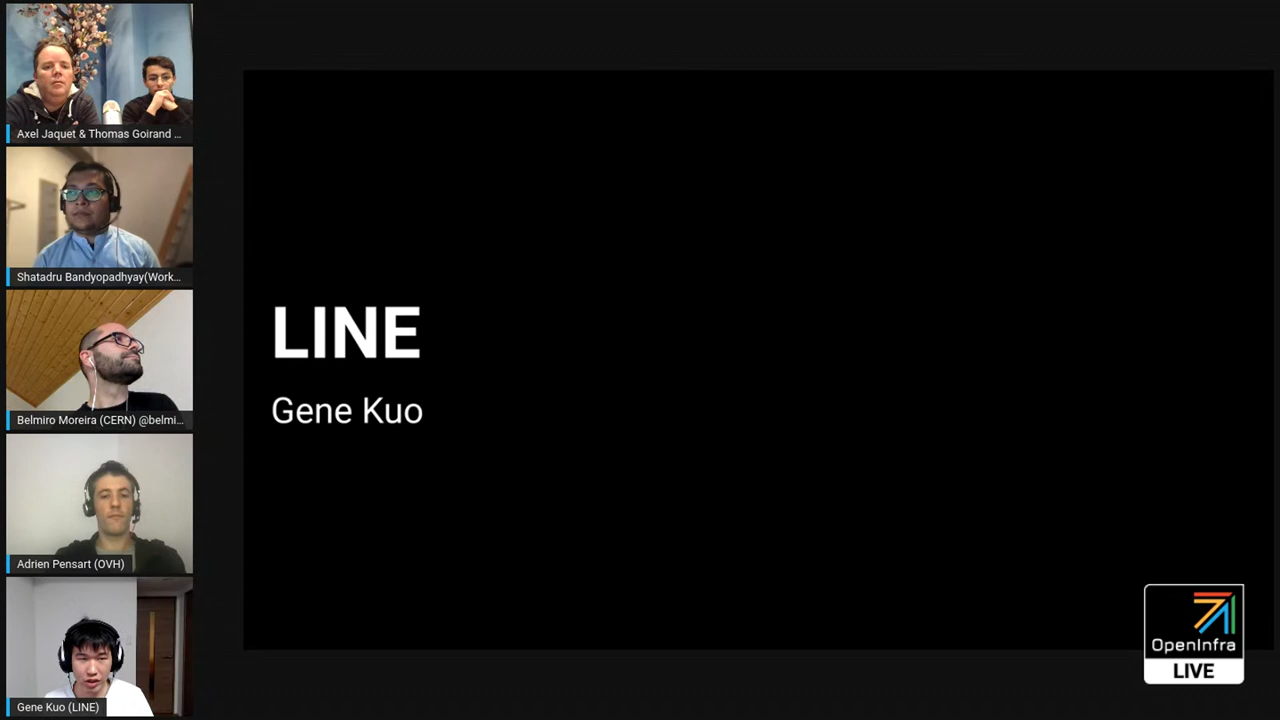 Axel Jaquet & Thomas Goirand ...
Shatadru Bandyopadhyay(Work...
Belmiro Moreira (CERN) @belmi...
Adrien Pensart (OVH)
Gene Kuo (LINE)
LINE
Gene Kuo
OpenInfra
LIVE